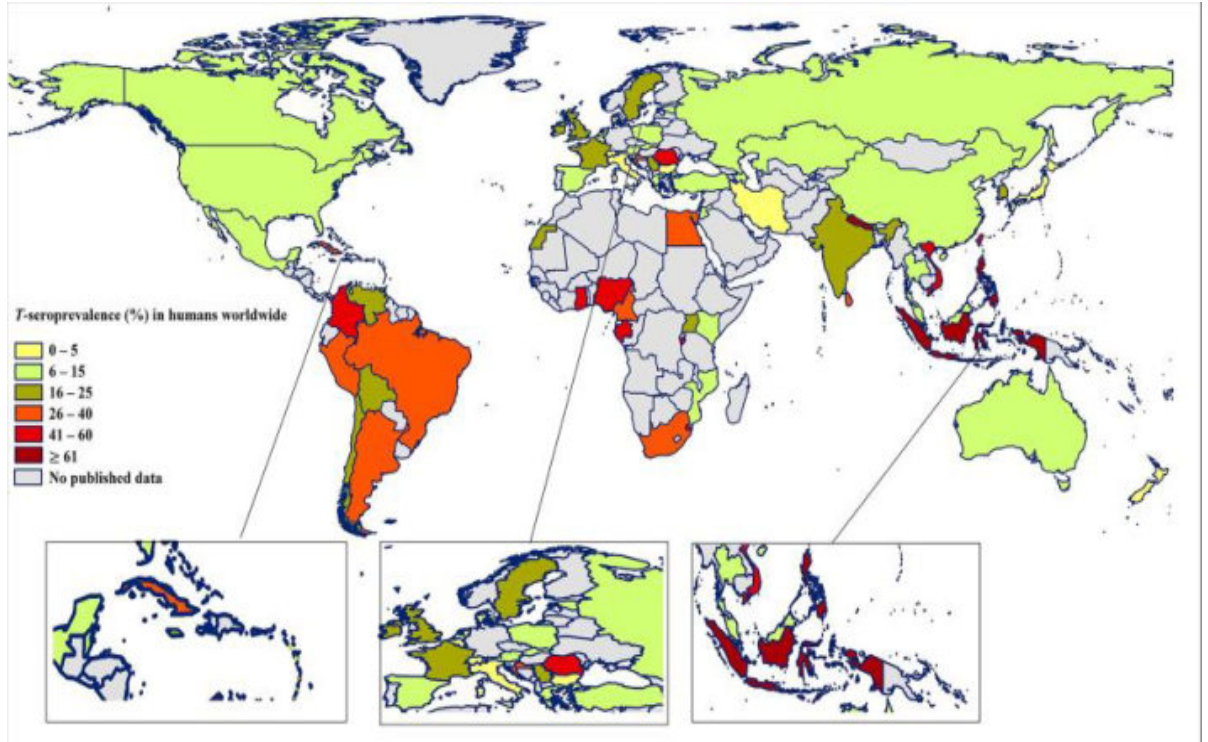 T-seroprevalence (%) in humans worldwide
0 – 5
6 – 15
16 – 25
26 – 40
41 – 60
≥ 61
No published data